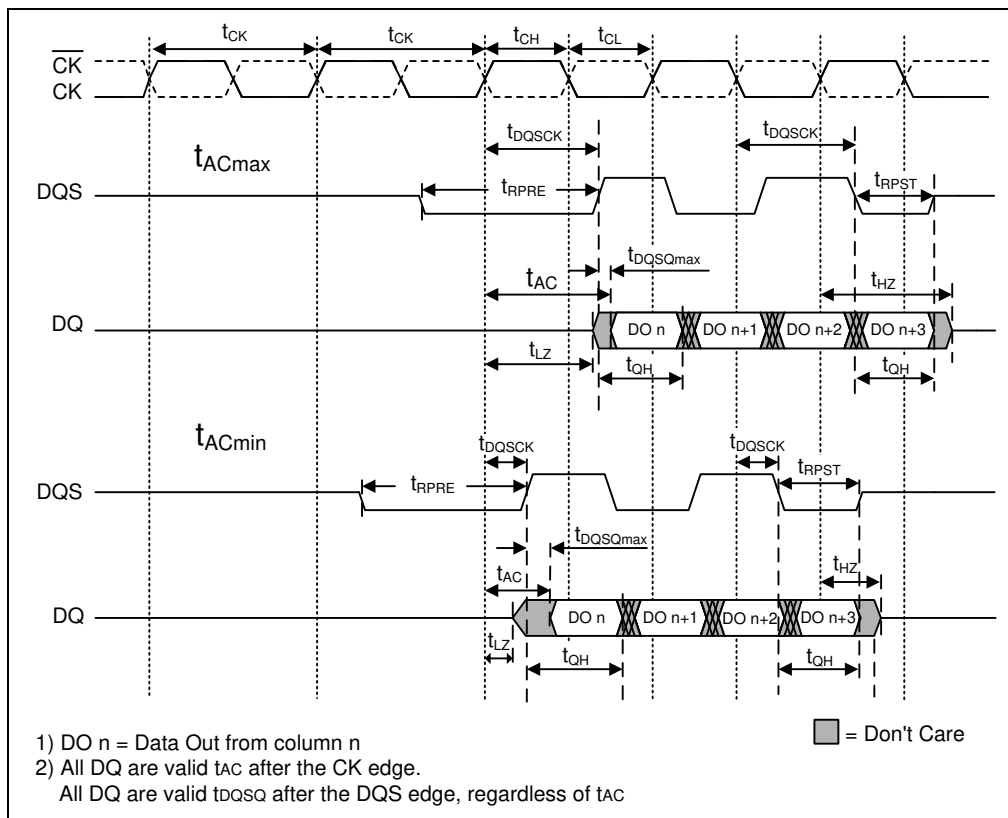 tCK tCK tCH tCL
CK
CK
tDQSCK tDQSCK
tACmax
DQS tRPRE tRPST
tDQSQmax
tAC tHZ
DQ DO n DO n+1 DO n+2 DO n+3
tLZ tQH tQH
tACmin
tDQSCK tDQSCK
DQS tRPRE tRPST
tDQSQmax
tAC tHZ
DQ DO n DO n+1 DO n+2 DO n+3
tLZ tQH tQH
1) DO n = Data Out from column n
= Don't Care
2) All DQ are valid tAC after the CK edge.
All DQ are valid tDQSQ after the DQS edge, regardless of tAC